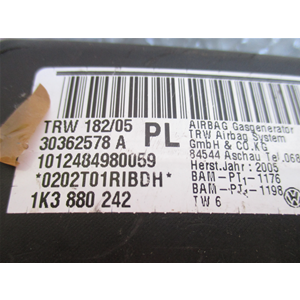 TRW 182/05 PL
30362578 A
1012484980059
*0202T01RIBDH*
1K3 880 242
AIRBAG Gasgenerator
TRW Airbag System
GmbH & CO.KG
84544 Aschau Tel.068
Herst.Jahr: 2005
BAM-PT1-1176
BAM-PJ4-1198
TW 6